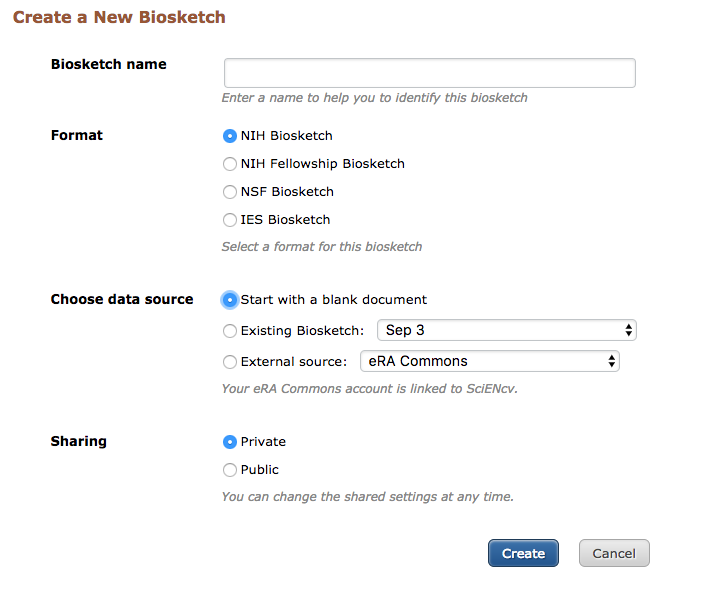 Create a New Biosketch
Biosketch name
Enter a name to help you to identify this biosketch
Format
NIH Biosketch
NIH Fellowship Biosketch
NSF Biosketch
IES Biosketch
Select a format for this biosketch
Choose data source
Start with a blank document
Existing Biosketch: Sep 3
External source: eRA Commons
Your eRA Commons account is linked to SciENcv.
Sharing
Private
Public
You can change the shared settings at any time.
Create Cancel